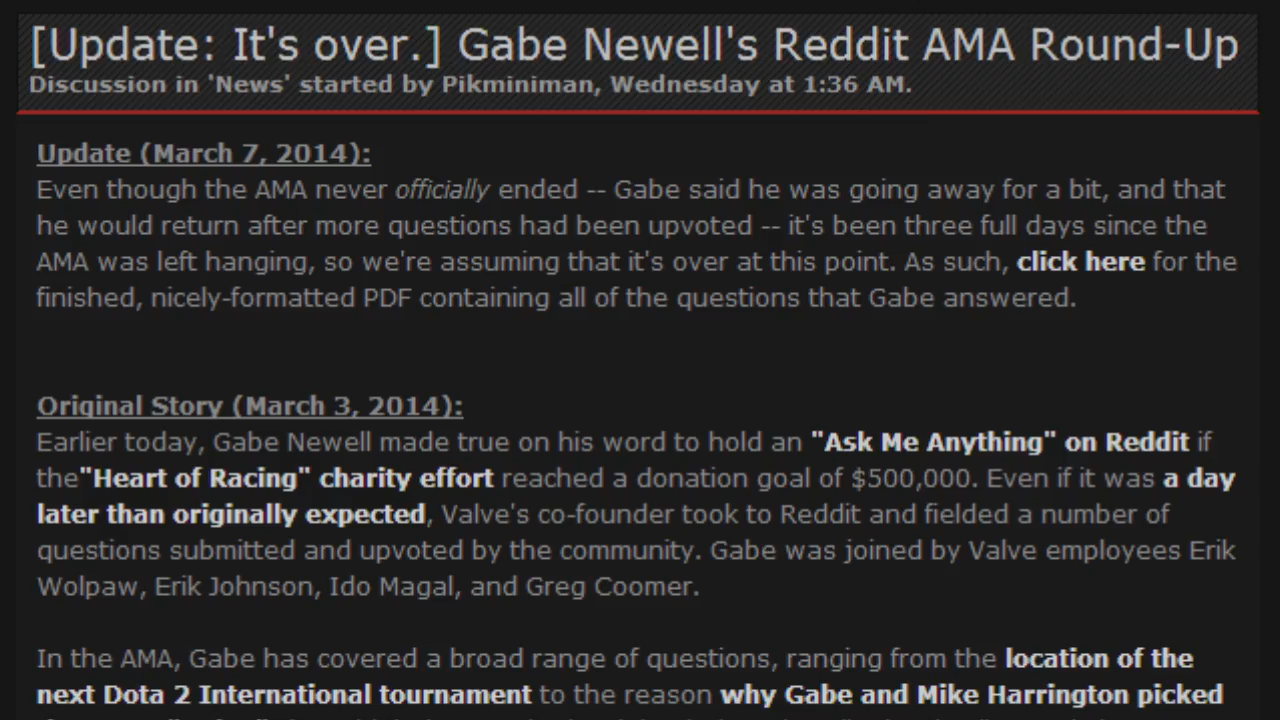 [Update: It's over.] Gabe Newell's Reddit AMA Round-Up
Discussion in 'News' started by Pikminiman, Wednesday at 1:36 AM.
Update (March 7, 2014):
Even though the AMA never officially ended -- Gabe said he was going away for a bit, and that
he would return after more questions had been upvoted -- it's been three full days since the
AMA was left hanging, so we're assuming that it's over at this point. As such, click here for the
finished, nicely-formatted PDF containing all of the questions that Gabe answered.
Original Story (March 3, 2014):
Earlier today, Gabe Newell made true on his word to hold an "Ask Me Anything" on Reddit if
the"Heart of Racing" charity effort reached a donation goal of $500,000. Even if it was a day
later than originally expected, Valve's co-founder took to Reddit and fielded a number of
questions submitted and upvoted by the community. Gabe was joined by Valve employees Erik
Wolpaw, Erik Johnson, Ido Magal, and Greg Coomer.
In the AMA, Gabe has covered a broad range of questions, ranging from the location of the
next Dota 2 International tournament to the reason why Gabe and Mike Harrington picked